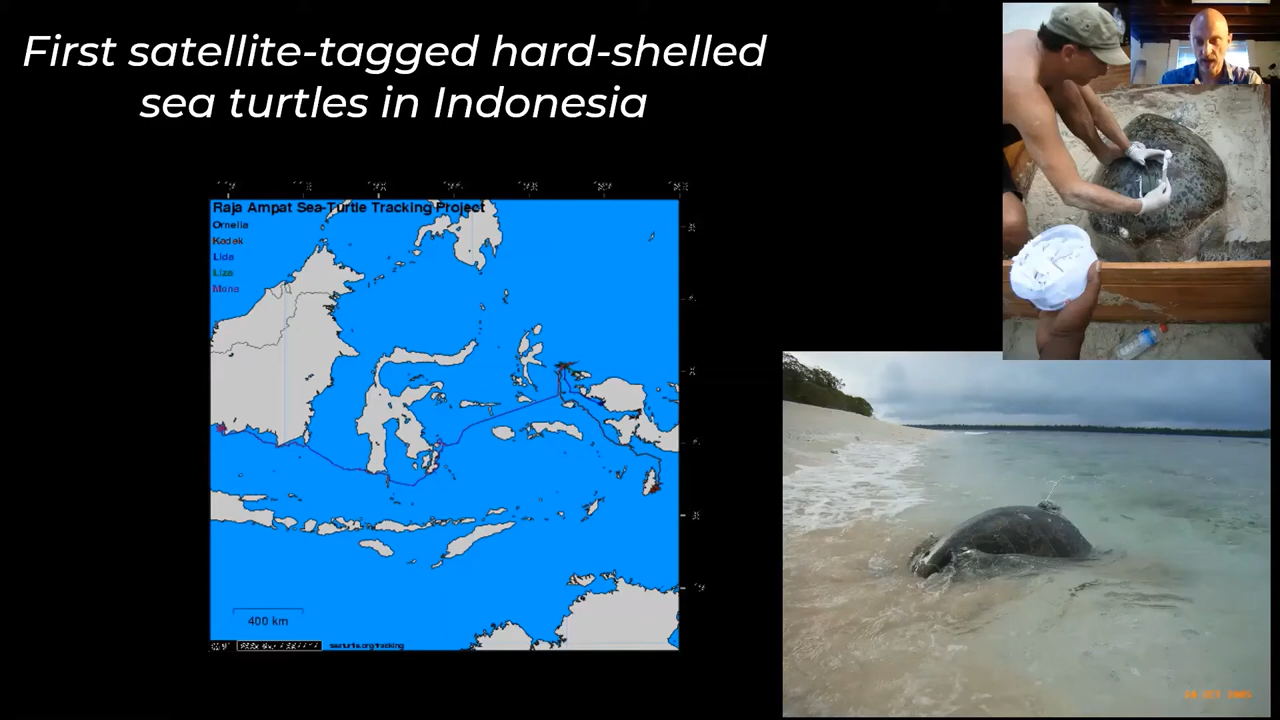 First satellite-tagged hard-shelled
sea turtles in Indonesia
Raja Ampat Sea-Turtle Tracking Project
Ornella
Kodek
Lida
Liza
Mona
400 km
seaturtle.org/tracking